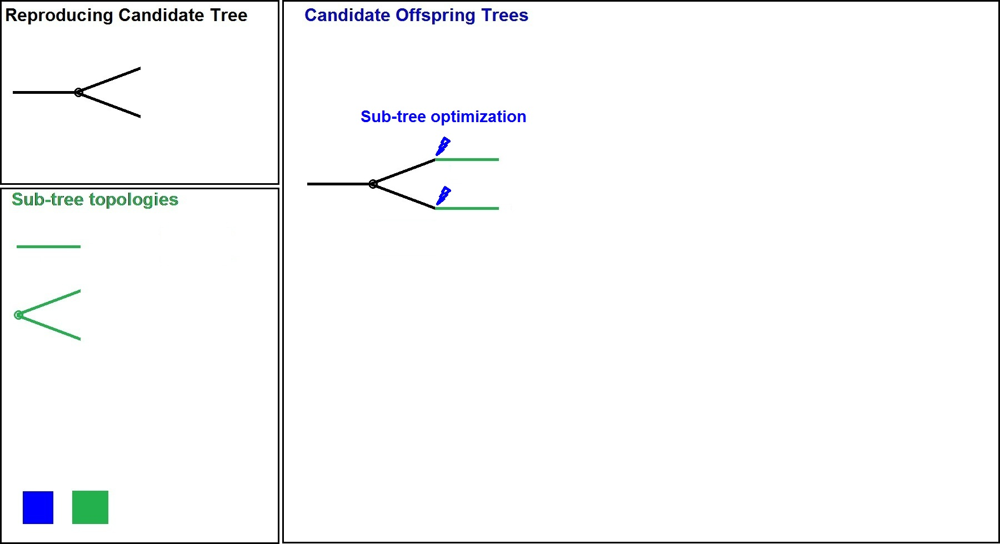 Reproducing Candidate Tree
Candidate Offspring Trees
Sub-tree optimization
Sub-tree topologies